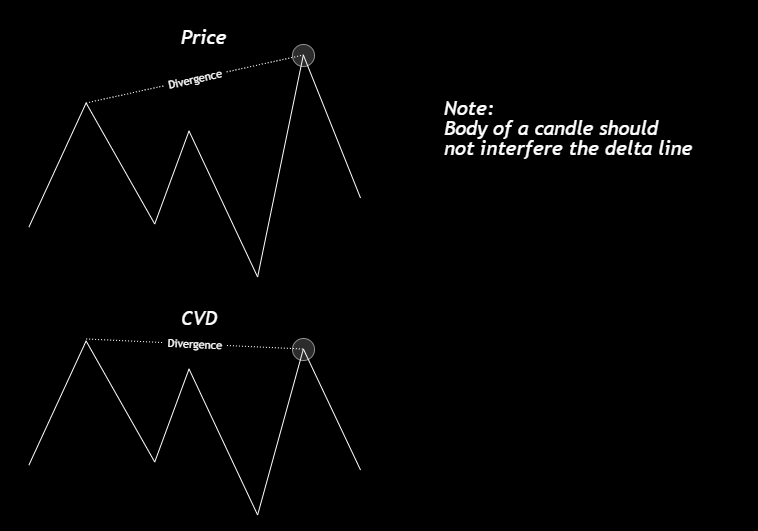 Price
Divergence
Note:
Body of a candle should
not interfere the delta line
CVD
Divergence